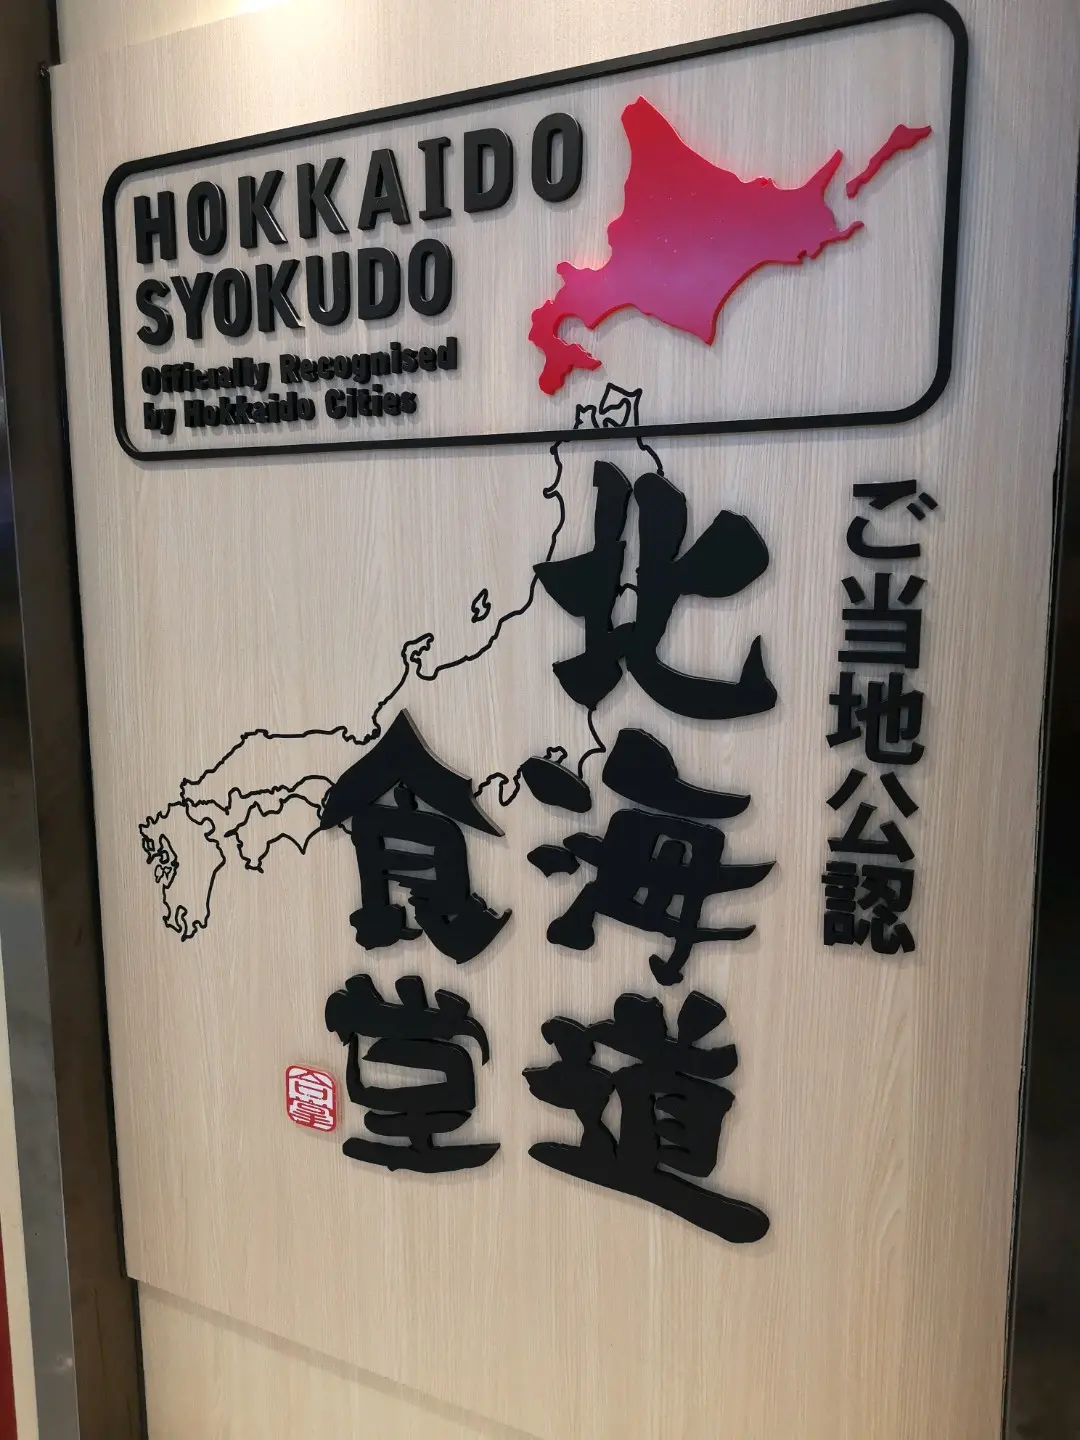 HOKKAIDO
SYOKUDO
Officially Recognised
by Hokkaido Cities
ご当地公認
北海道
食堂